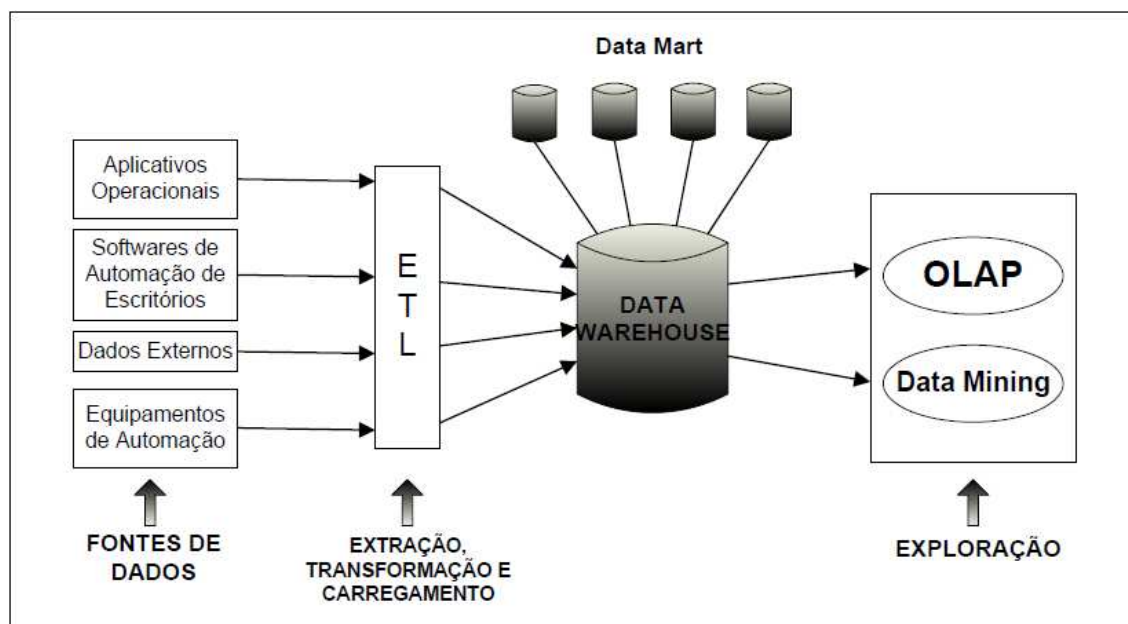 Data Mart
Aplicativos
Operacionais
Softwares de
Automação de
Escritórios
Dados Externos
Equipamentos
de Automação
E
T
L
DATA
WAREHOUSE
OLAP
Data Mining
FONTES DE
DADOS
EXTRAÇÃO,
TRANSFORMAÇÃO E
CARREGAMENTO
EXPLORAÇÃO